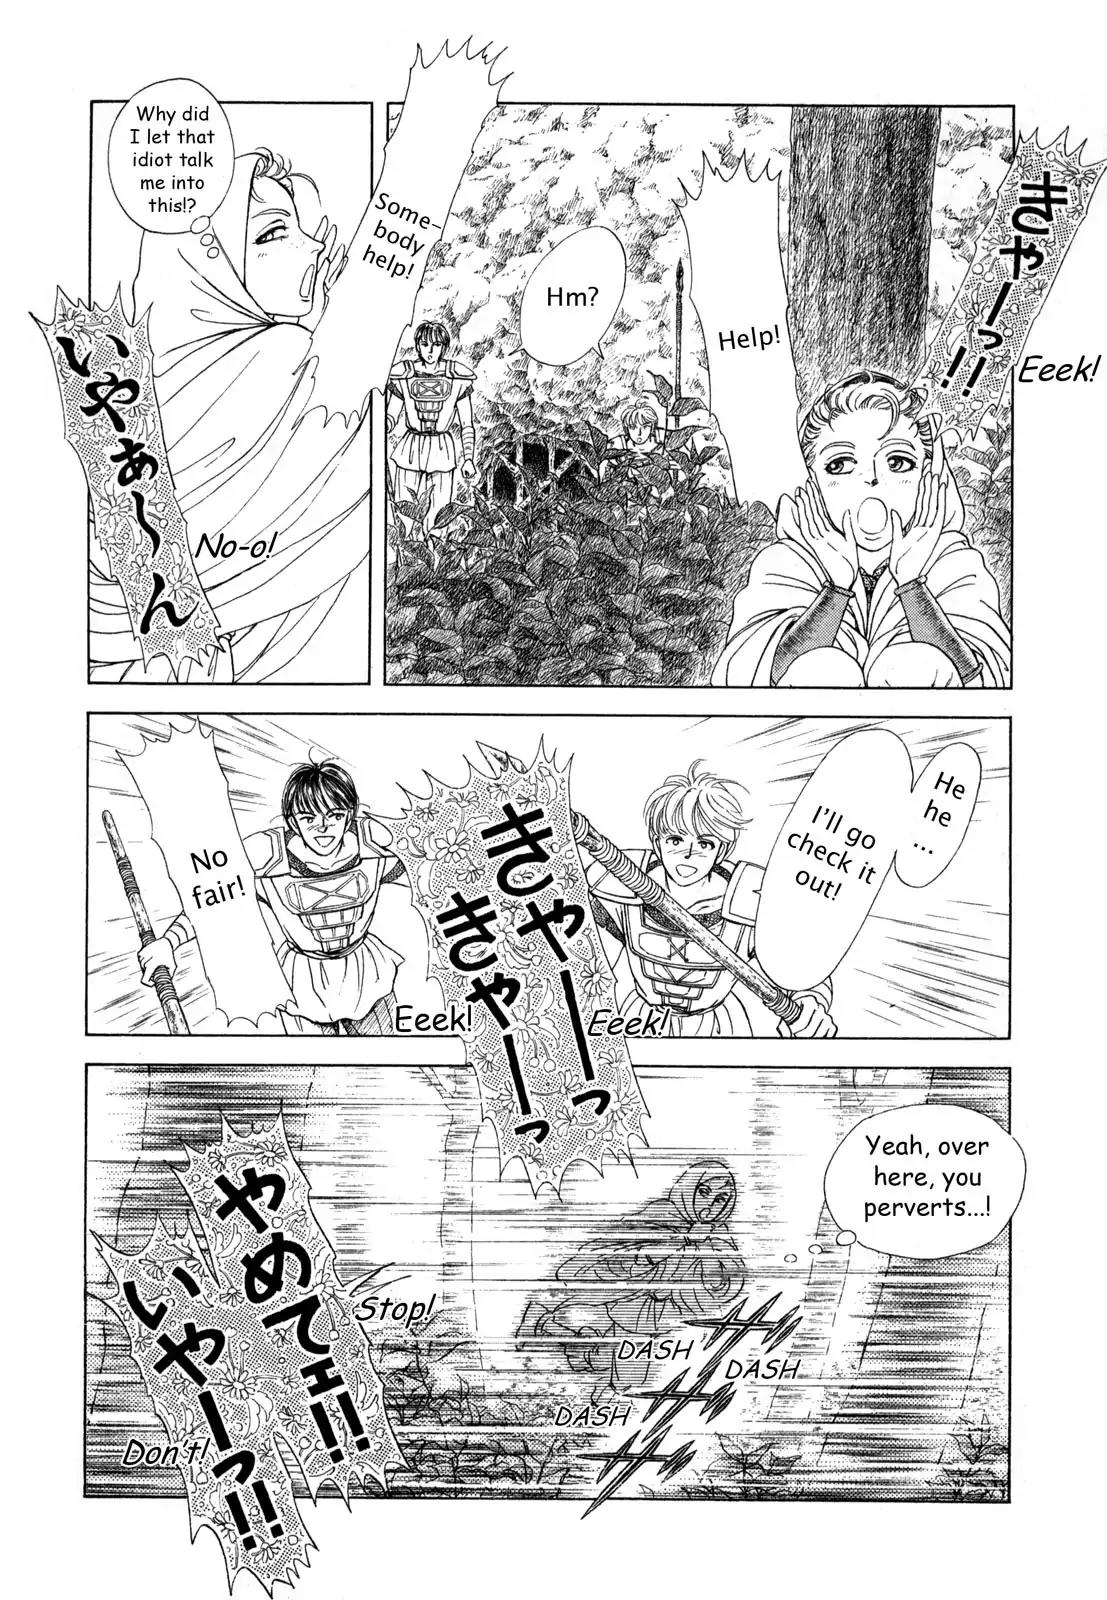 きゃーっ!!
Eeek!
Help!
Hm?
Some-
body
help!
Why did
I let that
idiot talk
me into
this!?
いやぁ〜ん
No-o!
He
he
...
I'll go
check it
out!
きゃーっ
Eeek!
きゃーっ
Eeek!
No
fair!
Yeah, over
here, you
perverts...!
ザ
ザ
ザ
DASH
DASH
DASH
やめてェ!!
Stop!
いやーっ!!
Don't!